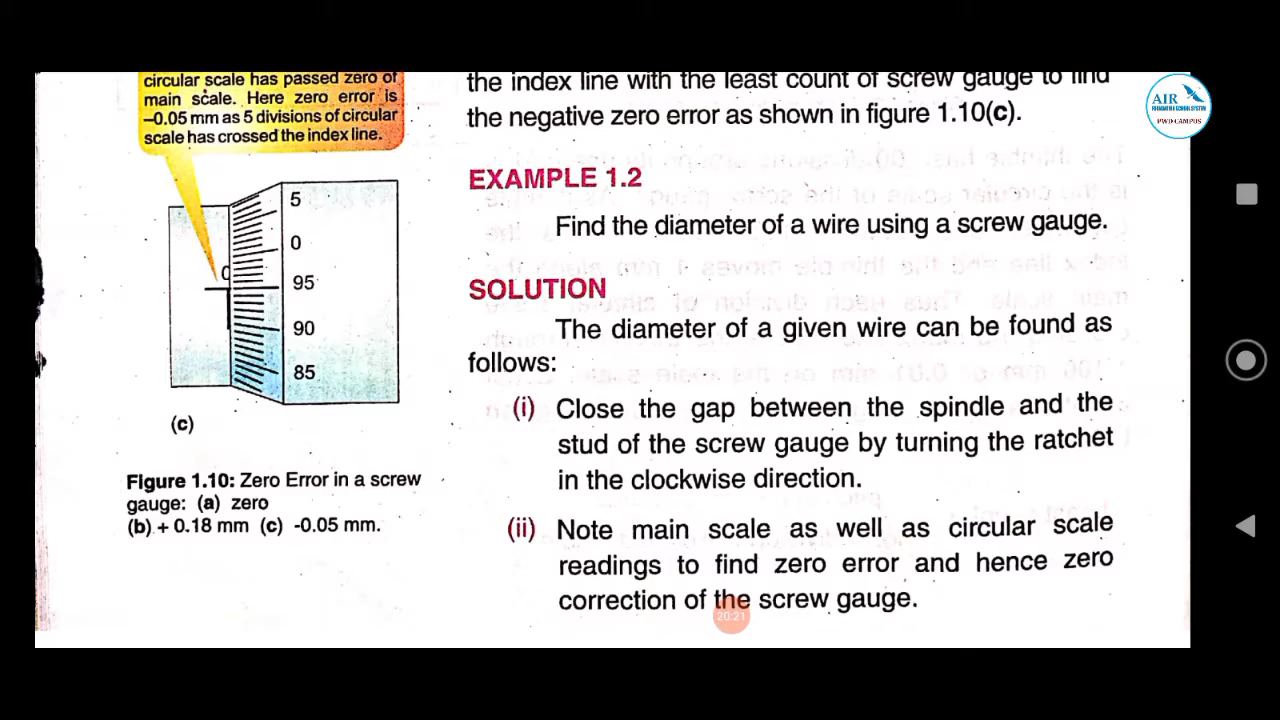 circular scale has passed zero of
main scale. Here zero error is
–0.05 mm as 5 divisions of circular
scale has crossed the index line.
5
0
0
95
90
85
(c)
Figure 1.10: Zero Error in a screw
gauge: (a) zero
(b) + 0.18 mm (c) -0.05 mm.
the index line with the least count of screw gauge to find
the negative zero error as shown in figure 1.10(c).
EXAMPLE 1.2
Find the diameter of a wire using a screw gauge.
SOLUTION
The diameter of a given wire can be found as
follows:
(i) Close the gap between the spindle and the
stud of the screw gauge by turning the ratchet
in the clockwise direction.
(ii) Note main scale as well as circular scale
readings to find zero error and hence zero
correction of the screw gauge.
20:21
AIR
PWD CAMPUS